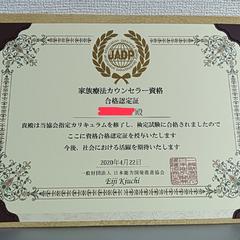 JADP
家族療法カウンセラー資格
合格認定証
殿
貴殿は当協会指定カリキュラムを修了し、検定試験に合格されましたので
ここに資格合格認定証を授与いたします
今後、社会における活躍を期待いたします
2020年4月22日
一般財団法人 日本能力開発推進協会
Eiji Kiuchi